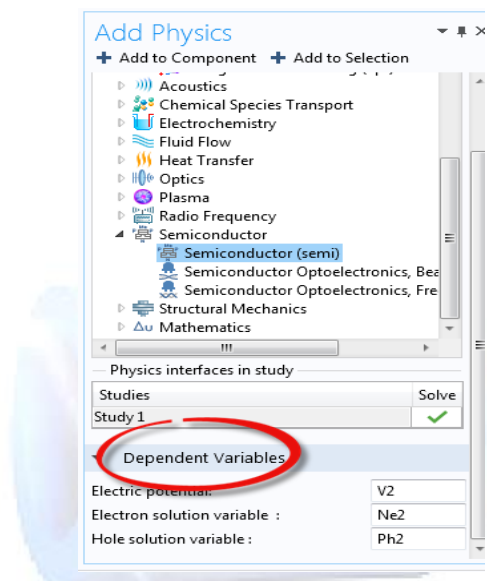 Add Physics
Add to Component Add to Selection
Acoustics
Chemical Species Transport
Electrochemistry
Fluid Flow
Heat Transfer
Optics
Plasma
Radio Frequency
Semiconductor
Semiconductor (semi)
Semiconductor Optoelectronics, Bea
Semiconductor Optoelectronics, Fre
Structural Mechanics
Δu Mathematics
Physics interfaces in study
Studies Solve
Study 1
Dependent Variables
Electric potential: V2
Electron solution variable : Ne2
Hole solution variable : Ph2